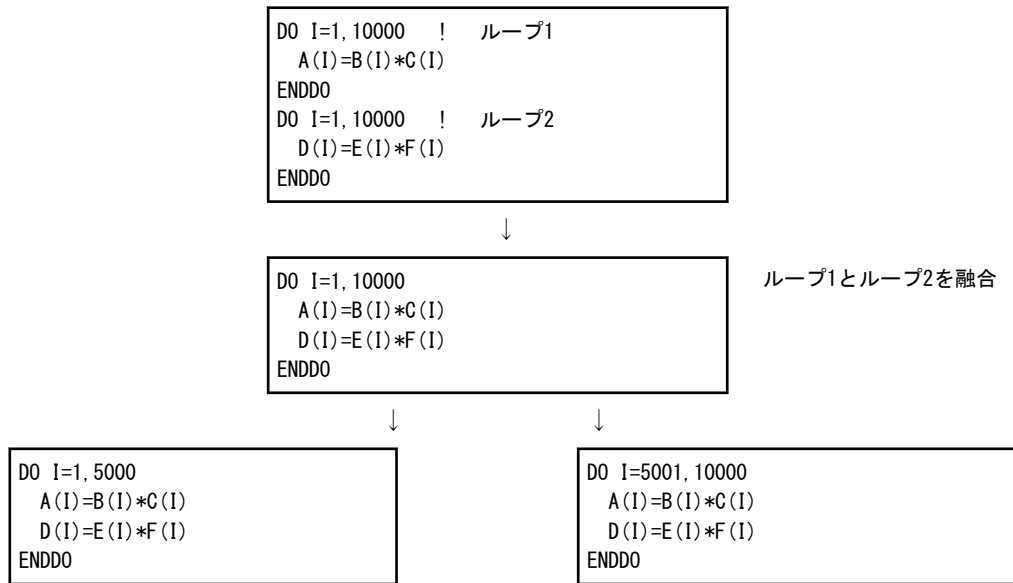 DO I=1,10000   !   ループ1
  A(I)=B(I)*C(I)
ENDDO
DO I=1,10000   !   ループ2
  D(I)=E(I)*F(I)
ENDDO
↓
DO I=1,10000
  A(I)=B(I)*C(I)
  D(I)=E(I)*F(I)
ENDDO
ループ1とループ2を融合
↓ ↓
DO I=1,5000
  A(I)=B(I)*C(I)
  D(I)=E(I)*F(I)
ENDDO
DO I=5001,10000
  A(I)=B(I)*C(I)
  D(I)=E(I)*F(I)
ENDDO